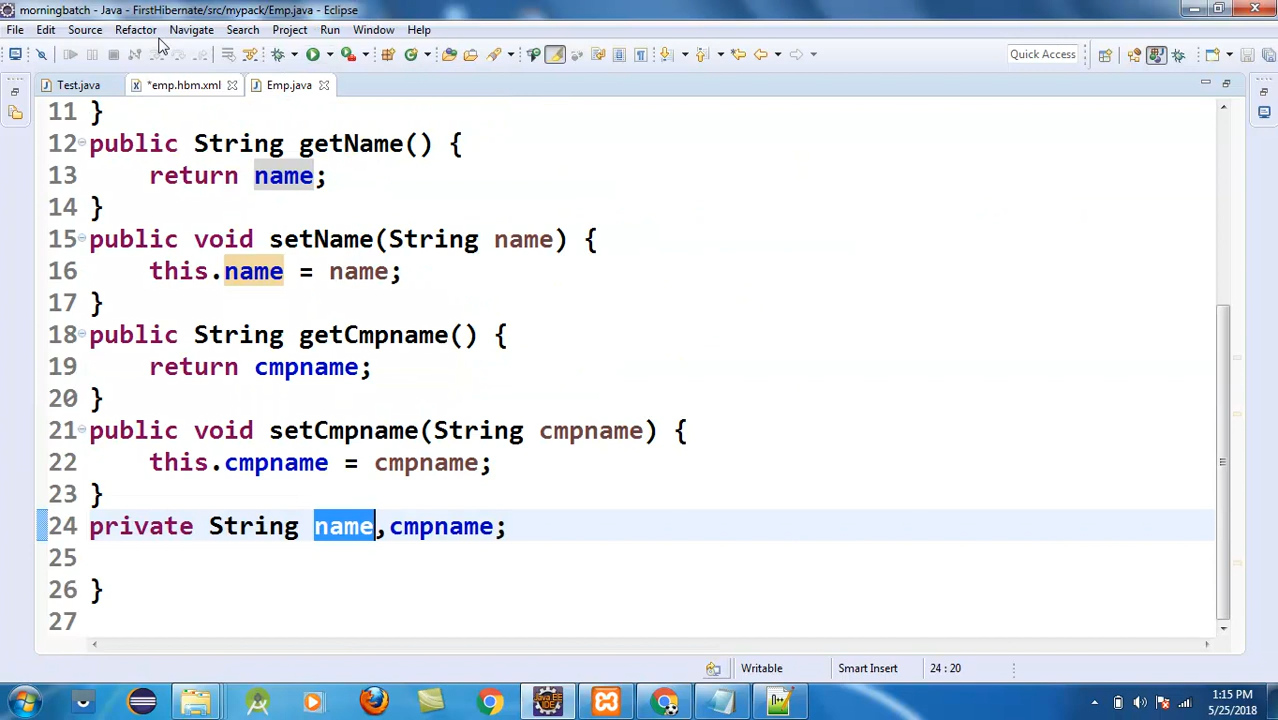 morningbatch - Java - FirstHibernate/src/mypack/Emp.java - Eclipse
File Edit Source Refactor Navigate Search Project Run Window Help
Quick Access
Test.java *emp.hbm.xml Emp.java
11 }
12 public String getName() {
13 return name;
14 }
15 public void setName(String name) {
16 this.name = name;
17 }
18 public String getCmpname() {
19 return cmpname;
20 }
21 public void setCmpname(String cmpname) {
22 this.cmpname = cmpname;
23 }
24 private String name,cmpname;
25
26 }
27
Writable Smart Insert 24 : 20
Java EE
IDE
1:15 PM
5/25/2018